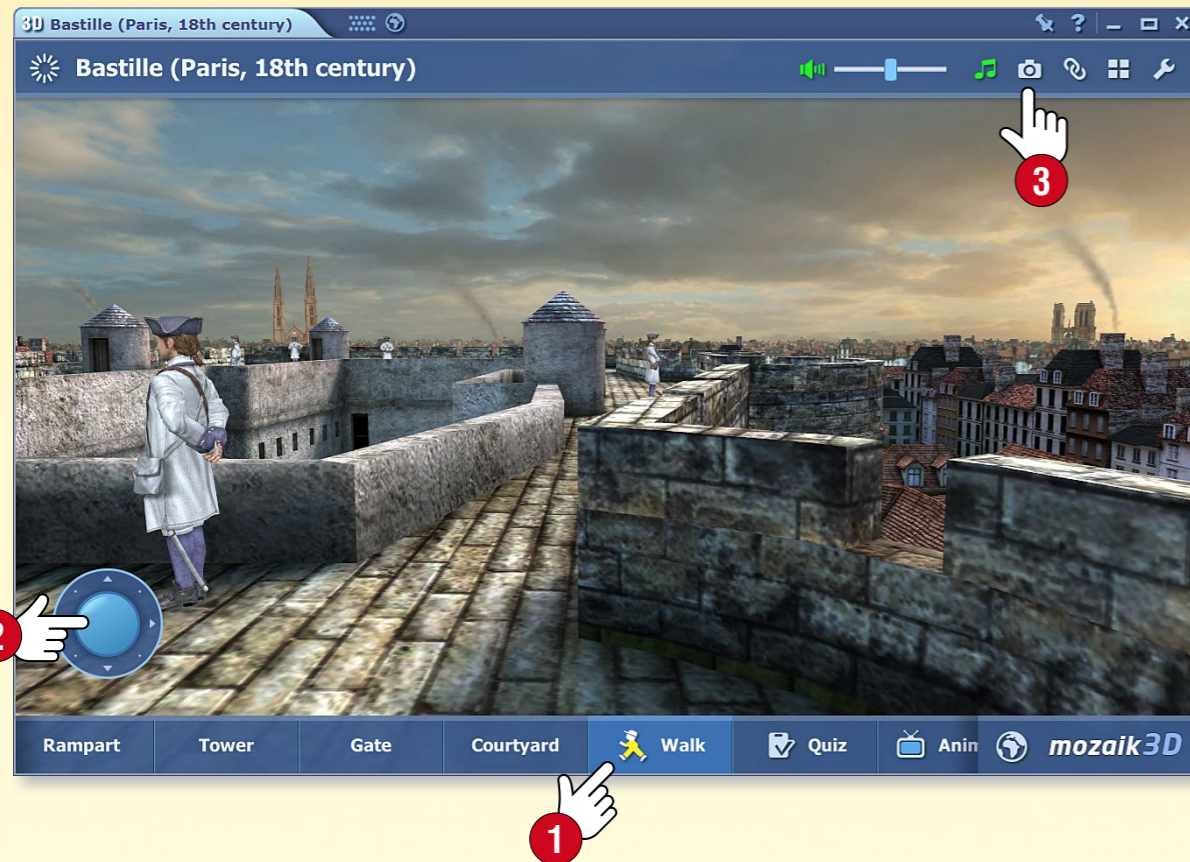 3D Bastille (Paris, 18th century)
?
Bastille (Paris, 18th century)
3
2
Rampart Tower Gate Courtyard Walk Quiz Anim mozaik3D
1